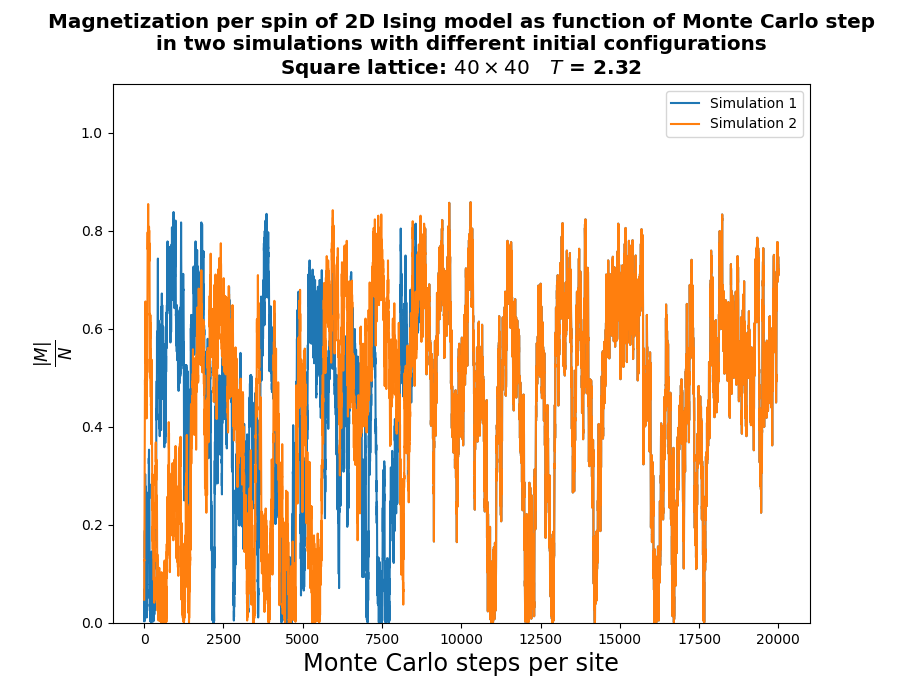 Magnetization per spin of 2D Ising model as function of Monte Carlo step
in two simulations with different initial configurations
Square lattice: 40 × 40 T = 2.32
Simulation 1
Simulation 2
1.0
0.8
0.6
0.4
0.2
0.0
|M|
N
0 2500 5000 7500 10000 12500 15000 17500 20000
Monte Carlo steps per site